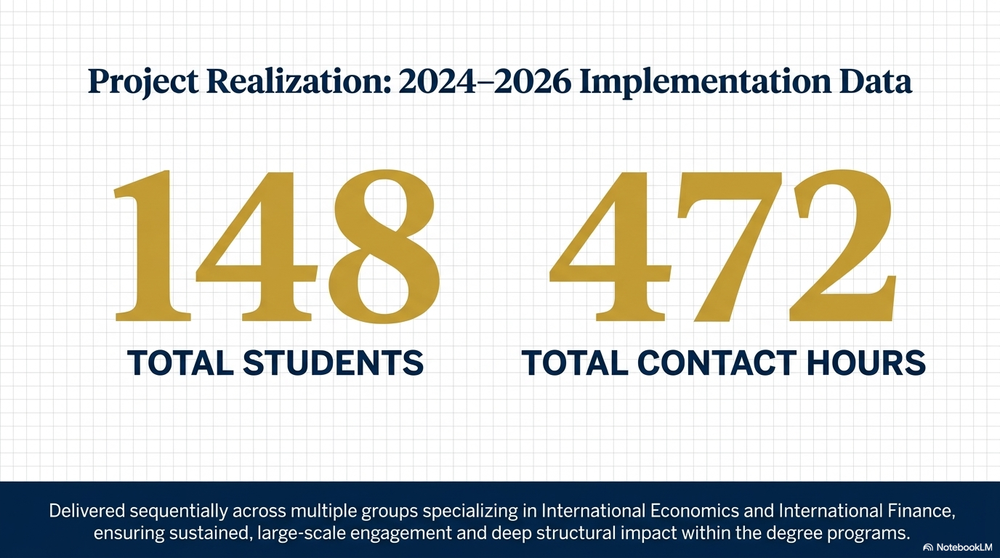 Project Realization: 2024–2026 Implementation Data
148
TOTAL STUDENTS
472
TOTAL CONTACT HOURS
Delivered sequentially across multiple groups specializing in International Economics and International Finance,
ensuring sustained, large-scale engagement and deep structural impact within the degree programs.
NotebookLM